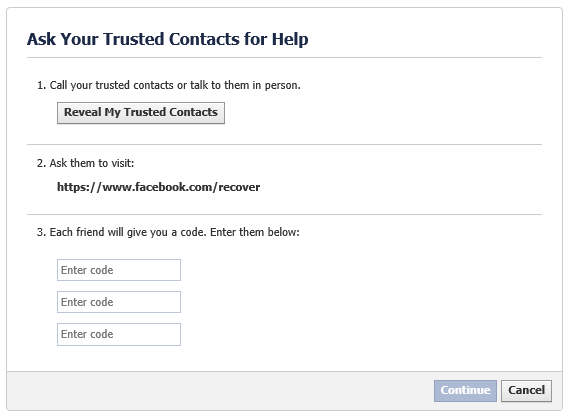 Ask Your Trusted Contacts for Help
1. Call your trusted contacts or talk to them in person.
Reveal My Trusted Contacts
2. Ask them to visit:
https://www.facebook.com/recover
3. Each friend will give you a code. Enter them below:
Enter code
Enter code
Enter code
Continue Cancel